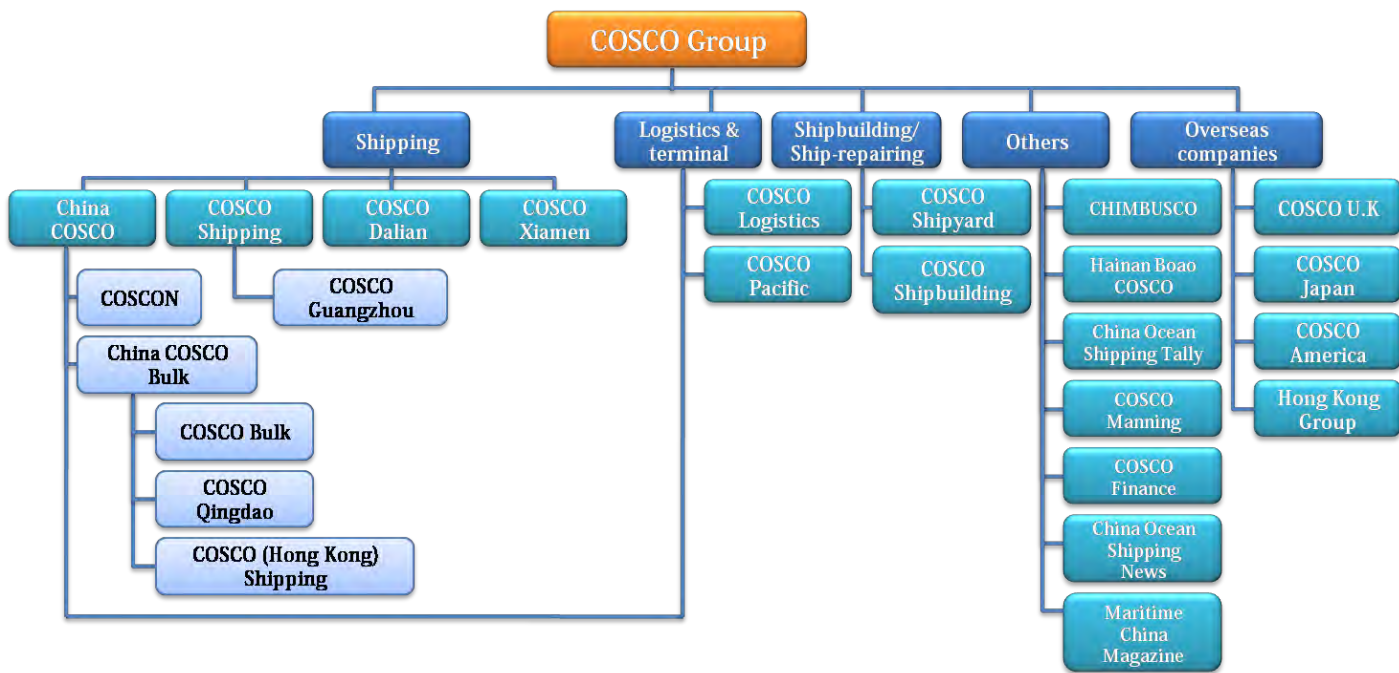 COSCO Group
Shipping
Logistics &
terminal
Shipbuilding/
Ship-repairing
Others
Overseas
companies
China
COSCO
COSCO
Shipping
COSCO
Dalian
COSCO
Xiamen
COSCON
China COSCO
Bulk
COSCO Bulk
COSCO
Qingdao
COSCO (Hong Kong)
Shipping
COSCO
Guangzhou
COSCO
Logistics
COSCO
Pacific
COSCO
Shipyard
COSCO
Shipbuilding
CHIMBUSCO
Hainan Boao
COSCO
China Ocean
Shipping Tally
COSCO
Manning
COSCO
Finance
China Ocean
Shipping
News
Maritime
China
Magazine
COSCO U.K
COSCO
Japan
COSCO
America
Hong Kong
Group